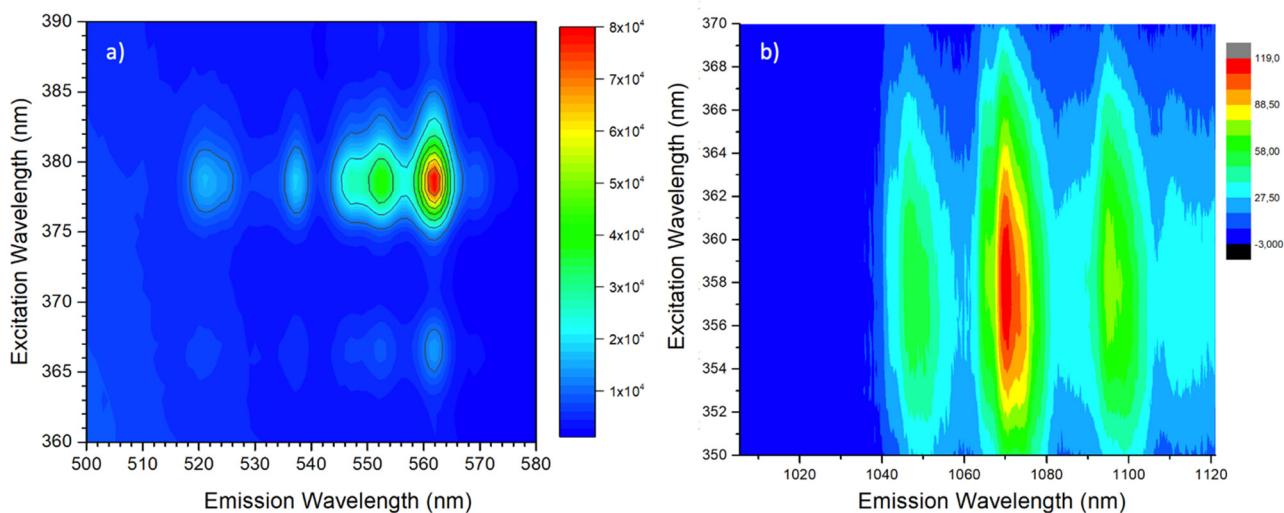 a)
390
385
380
375
370
365
360
Excitation Wavelength (nm)
500 510 520 530 540 550 560 570 580
Emission Wavelength (nm)
8x10⁴
7x10⁴
6x10⁴
5x10⁴
4x10⁴
3x10⁴
2x10⁴
1x10⁴
b)
370
368
366
364
362
360
358
356
354
352
350
Excitation Wavelength (nm)
1020 1040 1060 1080 1100 1120
Emission Wavelength (nm)
119,0
88,50
58,00
27,50
-3,000